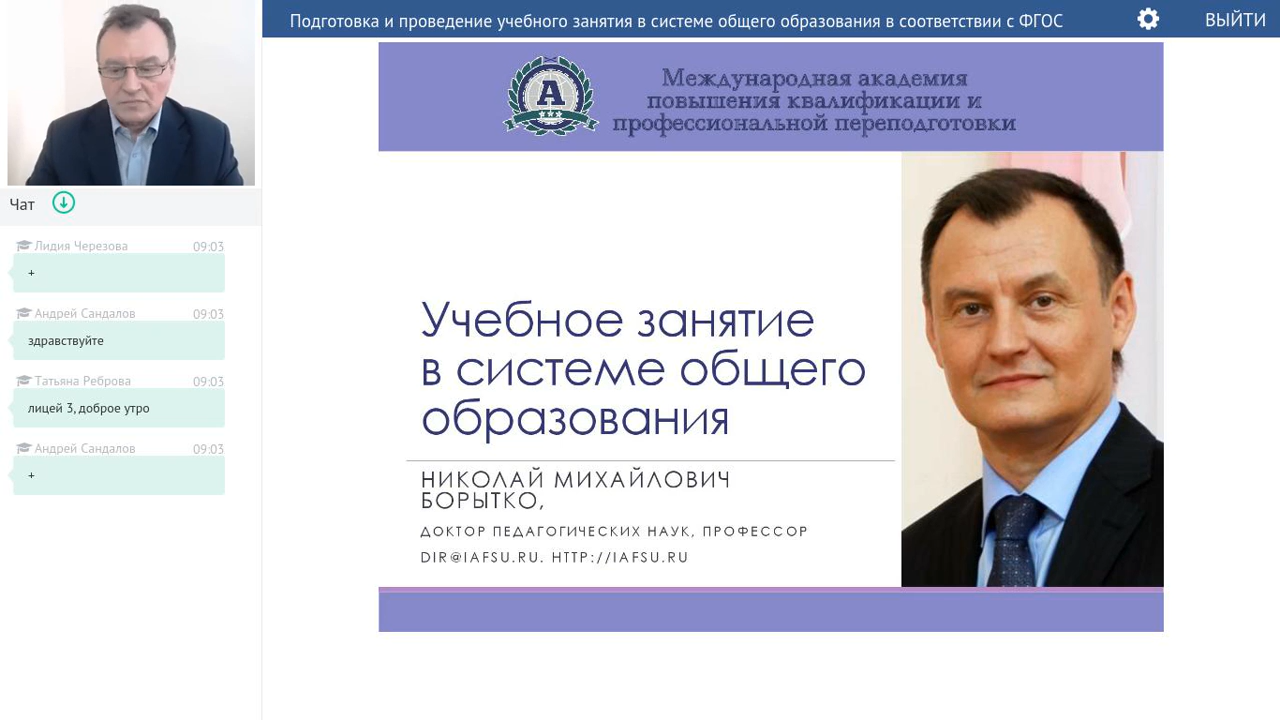 Подготовка и проведение учебного занятия в системе общего образования в соответствии с ФГОС
ВЫЙТИ
Чат
Лидия Черезова 09:03
+
Андрей Сандалов 09:03
здравствуйте
Татьяна Реброва 09:03
лицей 3, доброе утро
Андрей Сандалов 09:03
+
А
Международная академия
повышения квалификации и
профессиональной переподготовки
Учебное занятие
в системе общего
образования
НИКОЛАЙ МИХАЙЛОВИЧ
БОРЫТКО,
ДОКТОР ПЕДАГОГИЧЕСКИХ НАУК, ПРОФЕССОР
DIR@IAFSU.RU. HTTP://IAFSU.RU